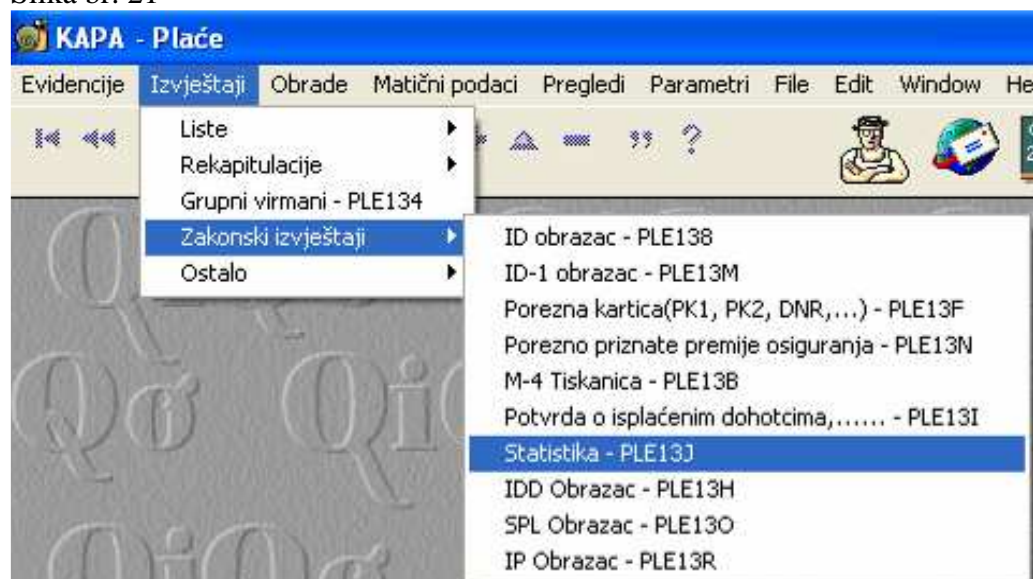 Slika br. 21
KAPA - Plaće
Evidencije Izvještaji Obrade Matični podaci Pregledi Parametri File Edit Window He
Liste
Rekapitulacije
Grupni virmani - PLE134
Zakonski izvještaji
Ostalo
ID obrazac - PLE138
ID-1 obrazac - PLE13M
Porezna kartica(PK1, PK2, DNR,...) - PLE13F
Porezno priznate premije osiguranja - PLE13N
M-4 Tiskanica - PLE13B
Potvrda o isplaćenim dohotcima,...... - PLE13I
Statistika - PLE13J
IDD Obrazac - PLE13H
SPL Obrazac - PLE13O
IP Obrazac - PLE13R